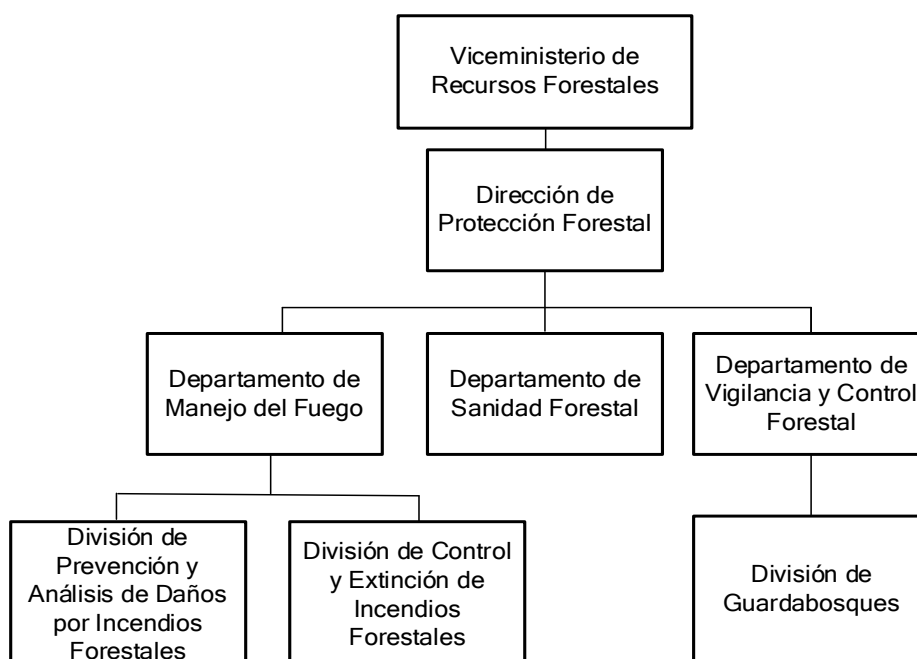 Viceministerio de
Recursos Forestales
Dirección de
Protección Forestal
Departamento de
Manejo del Fuego
Departamento de
Sanidad Forestal
Departamento de
Vigilancia y Control
Forestal
División de
Prevención y
Análisis de Daños
por Incendios
Forestales
División de Control
y Extinción de
Incendios
Forestales
División de
Guardabosques